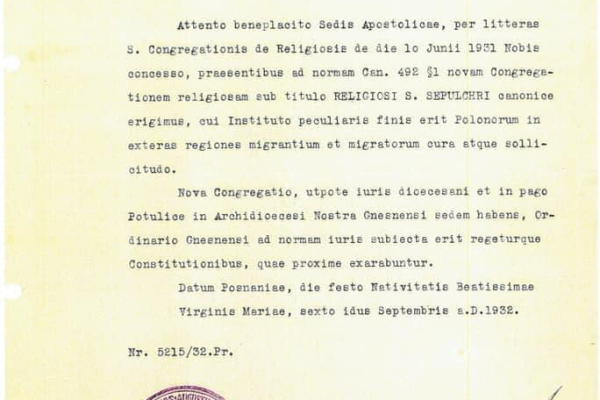 Attento beneplacito Sedis Apostolicae, per litteras
S. Congregationis de Religiosis de die lo Junii 1931 Nobis
concesso, praesentibus ad normam Can. 492 §1 novam Congrega-
tionem religiosam sub titulo RELIGIOSI S. SEPULCHRI canonice
erigimus, cui Instituto peculiaris finis erit Polonorum in
exteras regiones migrantium et migratorum cura atque solli-
citudo.
Nova Congregatio, utpote iuris dioecesani et in pago
Potulice in Archidioecesi Nostra Gnesnensi sedem habens, Or-
dinario Gnesnensi ad normam iuris subiecta erit regeturque
Constitutionibus, quae proxime exarabuntur.
Datum Posnaniae, die festo Nativitatis Beatissimae
Virginis Mariae, sexto idus Septembris a.D.1932.
Nr. 5215/32.Pr.